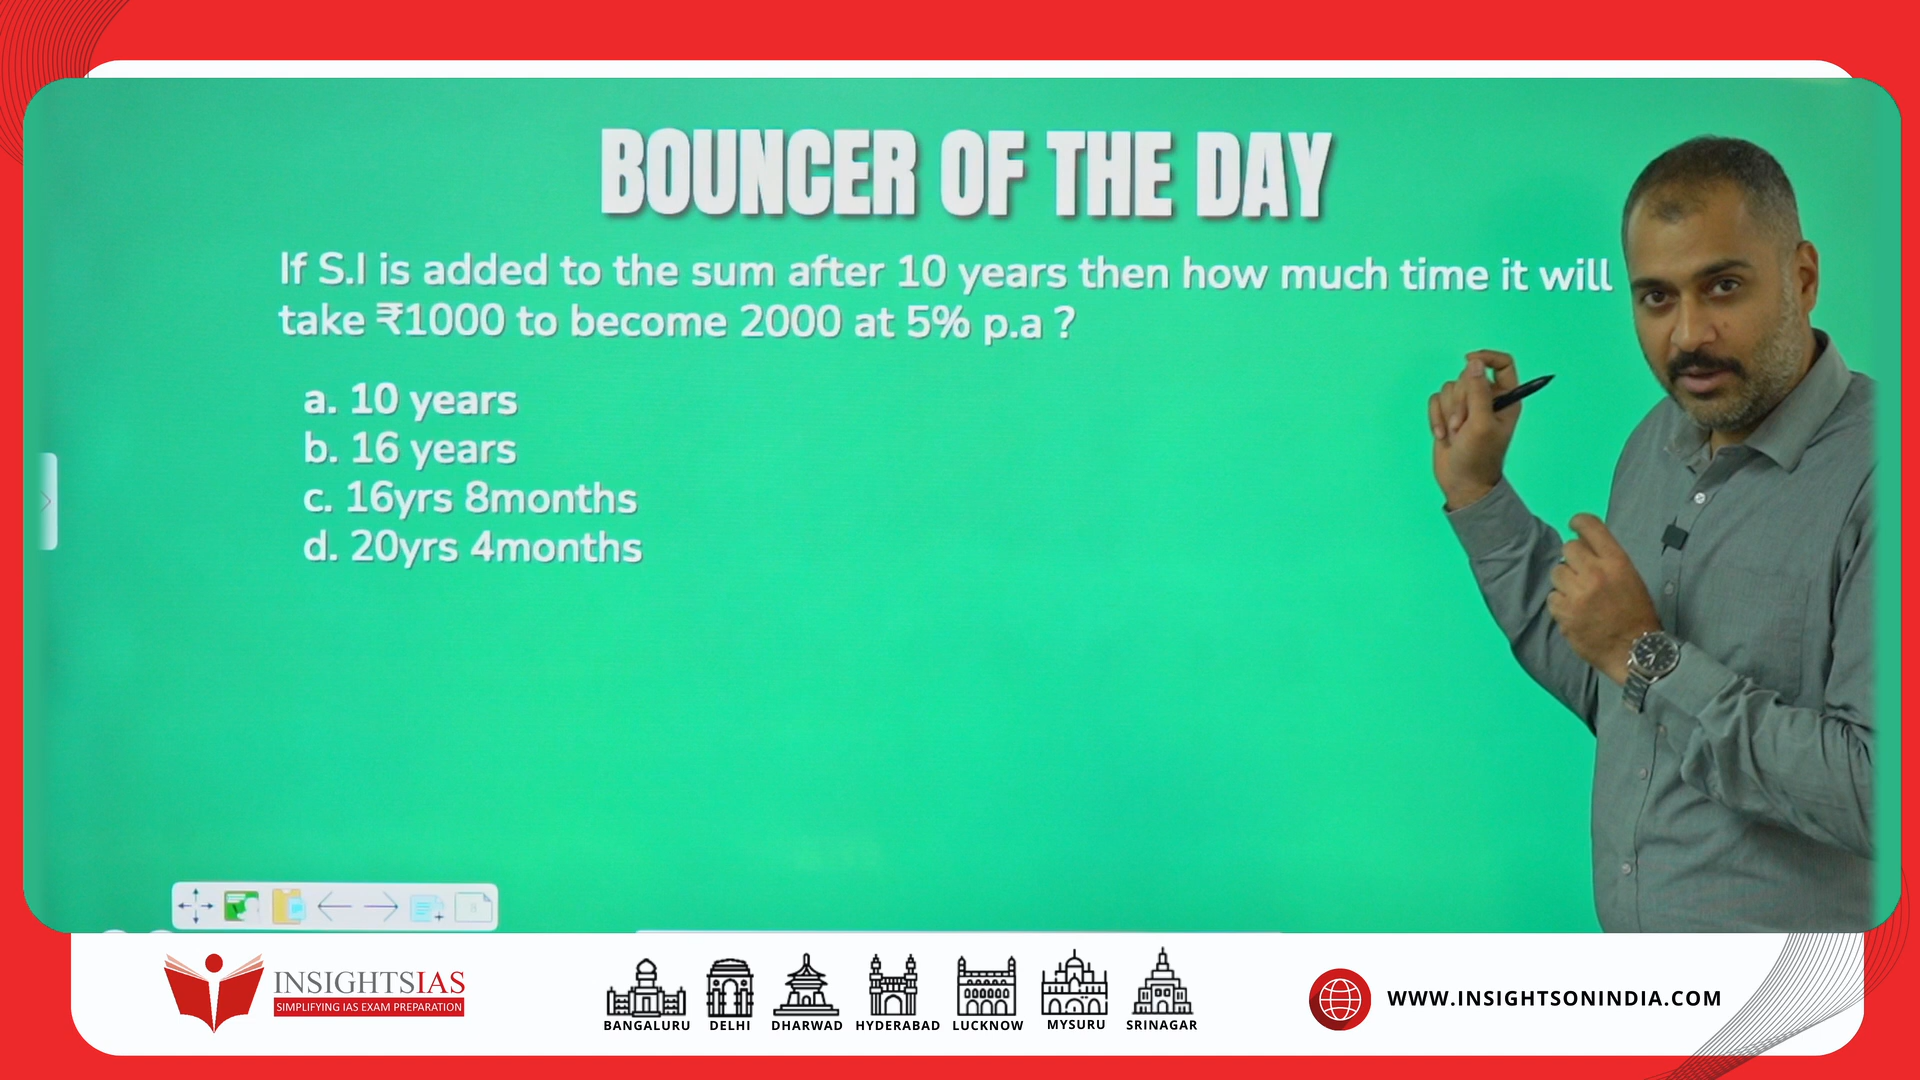 BOUNCER OF THE DAY
If S.I is added to the sum after 10 years then how much time it will
take ₹1000 to become 2000 at 5% p.a ?
a. 10 years
b. 16 years
c. 16yrs 8months
d. 20yrs 4months
INSIGHTSIAS
SIMPLIFYING IAS EXAM PREPARATION
BANGALURU DELHI DHARWAD HYDERABAD LUCKNOW MYSURU SRINAGAR
WWW.INSIGHTSONINDIA.COM